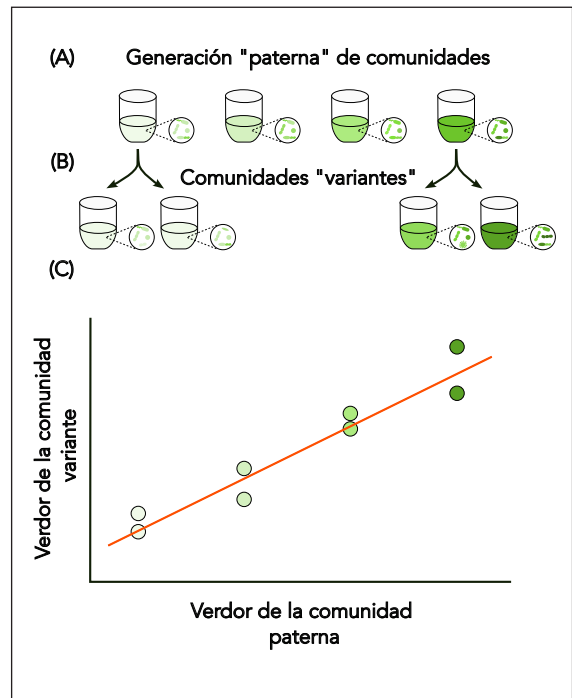 (A) Generación "paterna" de comunidades
(B) Comunidades "variantes"
(C)
Verdor de la comunidad
variante
Verdor de la comunidad
paterna